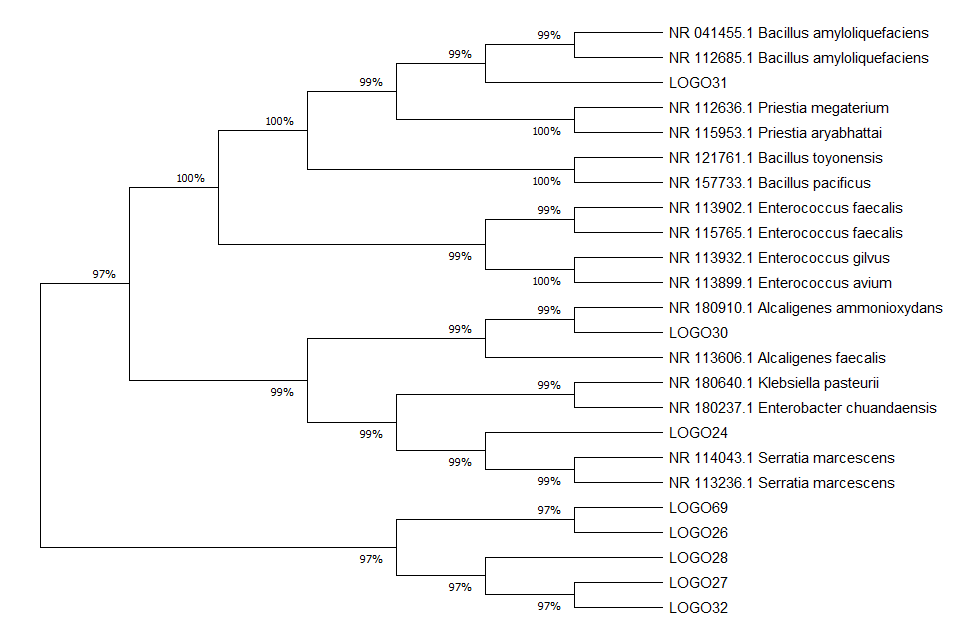 99%
NR 041455.1 Bacillus amyloliquefaciens
99%
NR 112685.1 Bacillus amyloliquefaciens
99%
LOGO31
NR 112636.1 Priestia megaterium
100%
100%
NR 115953.1 Priestia aryabhattai
NR 121761.1 Bacillus toyonensis
100%
100%
NR 157733.1 Bacillus pacificus
99%
NR 113902.1 Enterococcus faecalis
NR 115765.1 Enterococcus faecalis
99%
NR 113932.1 Enterococcus gilvus
97%
100%
NR 113899.1 Enterococcus avium
99%
NR 180910.1 Alcaligenes ammonioxydans
99%
LOGO30
NR 113606.1 Alcaligenes faecalis
99%
99%
NR 180640.1 Klebsiella pasteurii
NR 180237.1 Enterobacter chuandaensis
99%
LOGO24
99%
NR 114043.1 Serratia marcescens
99%
NR 113236.1 Serratia marcescens
97%
LOGO69
LOGO26
97%
LOGO28
97%
LOGO27
97%
LOGO32